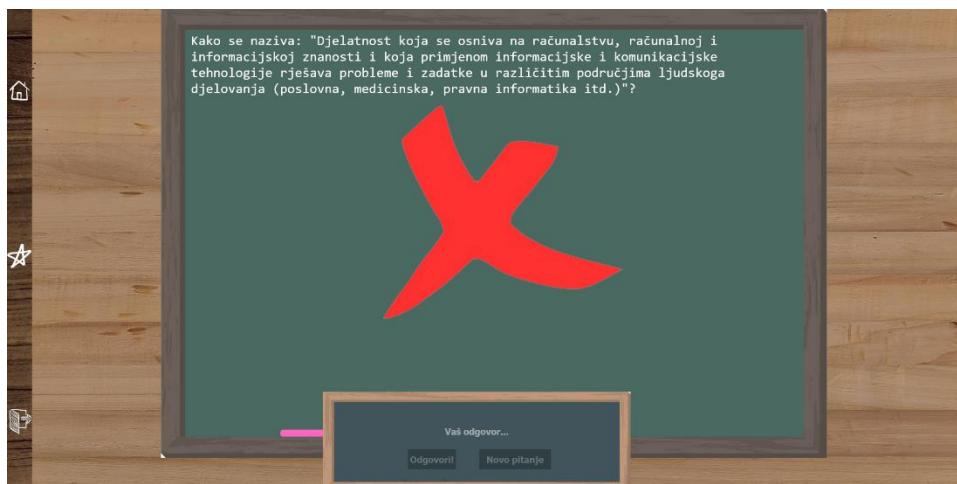 Kako se naziva: "Djelatnost koja se osniva na računalstvu, računalnoj i
informacijskoj znanosti i koja primjenom informacijske i komunikacijske
tehnologije rješava probleme i zadatke u različitim područjima ljudskoga
djelovanja (poslovna, medicinska, pravna informatika itd.)"?
Vaš odgovor...
Odgovori!
Novo pitanje